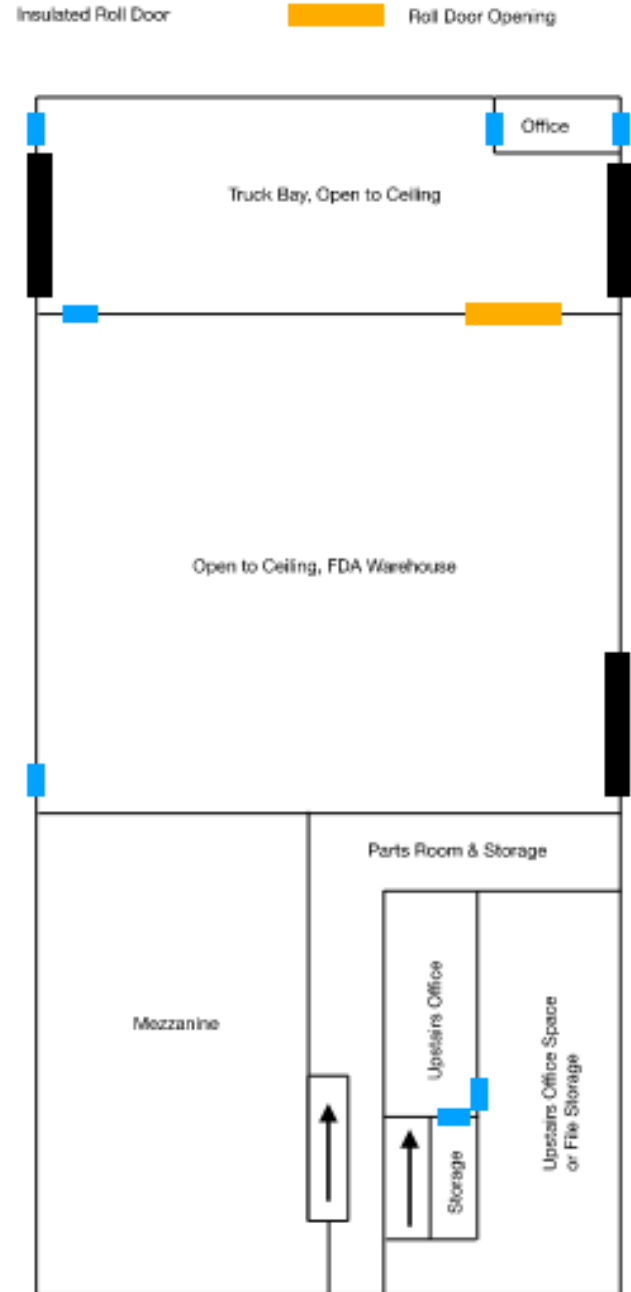 Insulated Roll Door
Roll Door Opening
Office
Truck Bay, Open to Ceiling
Open to Ceiling, FDA Warehouse
Parts Room & Storage
Mezzanine
Upstairs Office
Upstairs Office Space
or File Storage
Storage